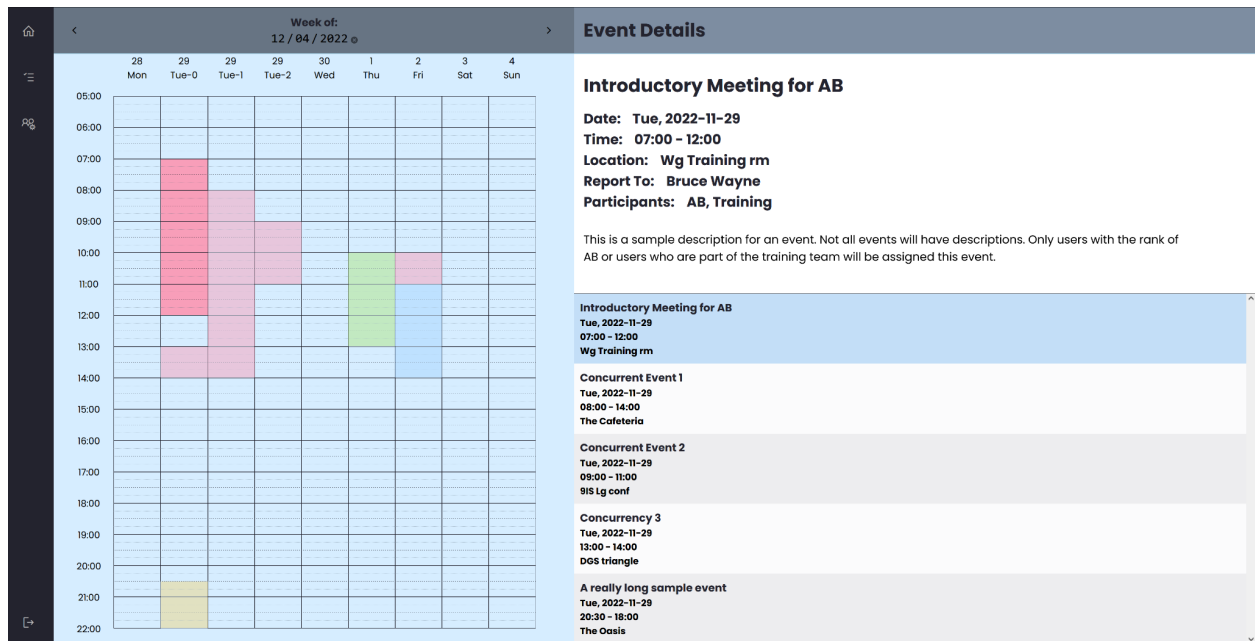 Week of:
12 / 04 / 2022
28 29 29 29 30 1 2 3 4
Mon Tue-0 Tue-1 Tue-2 Wed Thu Fri Sat Sun
05:00
06:00
07:00
08:00
09:00
10:00
11:00
12:00
13:00
14:00
15:00
16:00
17:00
18:00
19:00
20:00
21:00
22:00
Event Details
Introductory Meeting for AB
Date: Tue, 2022-11-29
Time: 07:00 - 12:00
Location: Wg Training rm
Report To: Bruce Wayne
Participants: AB, Training
This is a sample description for an event. Not all events will have descriptions. Only users with the rank of
AB or users who are part of the training team will be assigned this event.
Introductory Meeting for AB
Tue, 2022-11-29
07:00 - 12:00
Wg Training rm
Concurrent Event 1
Tue, 2022-11-29
08:00 - 14:00
The Cafeteria
Concurrent Event 2
Tue, 2022-11-29
09:00 - 11:00
9IS Lg conf
Concurrency 3
Tue, 2022-11-29
13:00 - 14:00
DGS triangle
A really long sample event
Tue, 2022-11-29
20:30 - 18:00
The Oasis